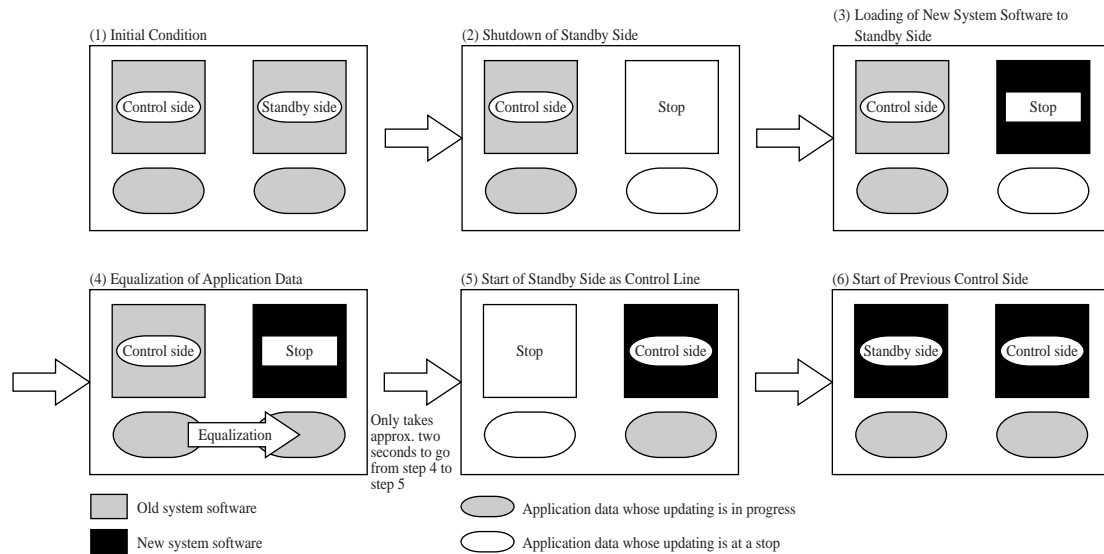 (1) Initial Condition
Control side
Standby side
(2) Shutdown of Standby Side
Control side
Stop
(3) Loading of New System Software to
Standby Side
Control side
Stop
(4) Equalization of Application Data
Control side
Stop
Equalization
Only takes
approx. two
seconds to go
from step 4 to
step 5
(5) Start of Standby Side as Control Line
Stop
Control side
(6) Start of Previous Control Side
Standby side
Control side
Old system software
New system software
Application data whose updating is in progress
Application data whose updating is at a stop